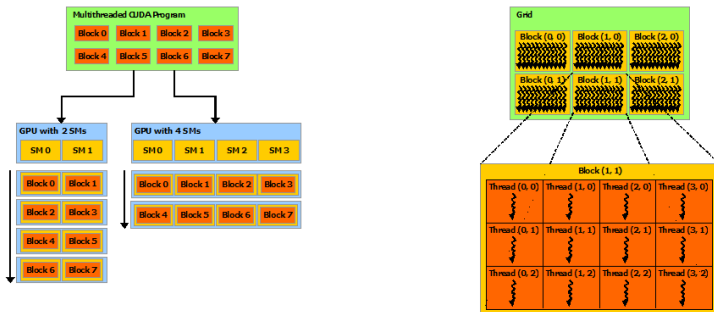 Multithreaded CUDA Program
Block 0 Block 1 Block 2 Block 3
Block 4 Block 5 Block 6 Block 7
GPU with 2 SMs
SM 0 SM 1
Block 0 Block 1
Block 2 Block 3
Block 4 Block 5
Block 6 Block 7
GPU with 4 SMs
SM 0 SM 1 SM 2 SM 3
Block 0 Block 1 Block 2 Block 3
Block 4 Block 5 Block 6 Block 7
Grid
Block (0, 0) Block (1, 0) Block (2, 0)
Block (0, 1) Block (1, 1) Block (2, 1)
Block (1, 1)
Thread (0, 0) Thread (1, 0) Thread (2, 0) Thread (3, 0)
Thread (0, 1) Thread (1, 1) Thread (2, 1) Thread (3, 1)
Thread (0, 2) Thread (1, 2) Thread (2, 2) Thread (3, 2)